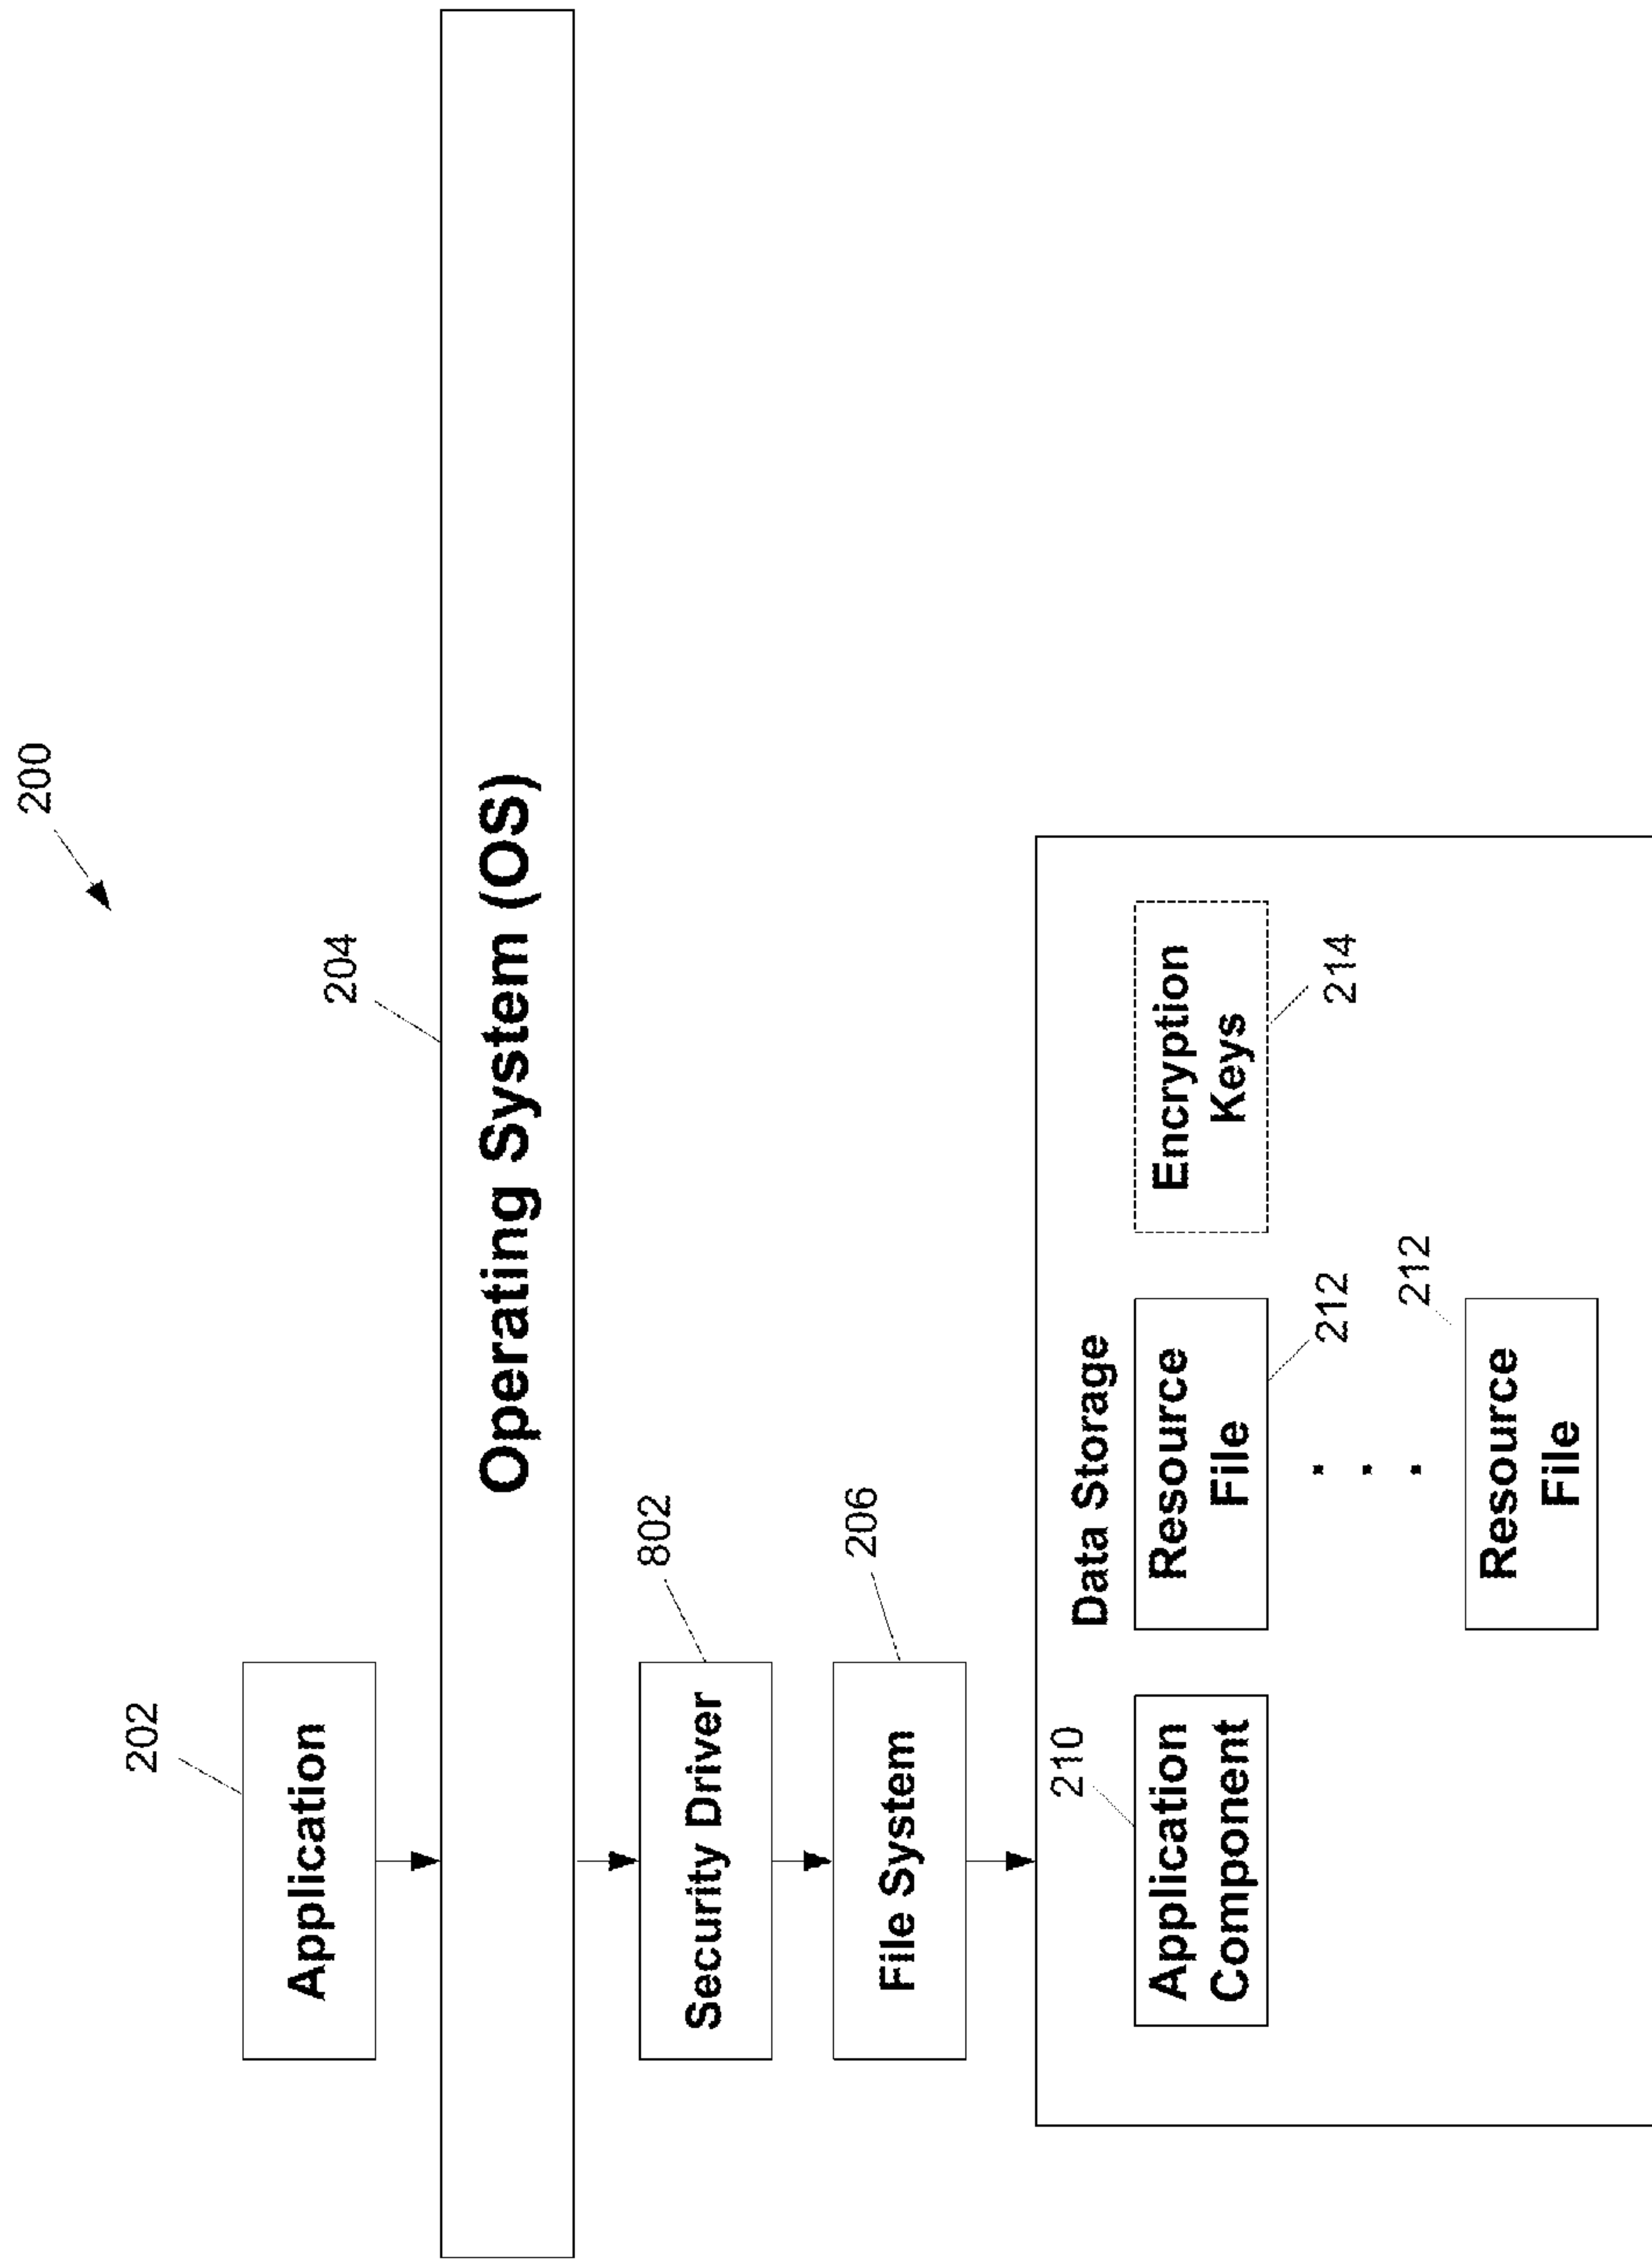 200
202
Application
204
Operating System (OS)
802
Security Driver
206
File System
Data Storage
210
Application
Component
Resource
File
212
Encryption
Keys
214
.
.
.
212
Resource
File